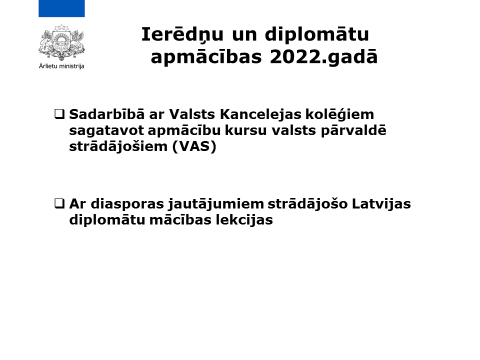 Ārlietu ministrija
Ierēdņu un diplomātu
apmācības 2022.gadā
❑ Sadarbībā ar Valsts Kancelejas kolēģiem
sagatavot apmācību kursu valsts pārvaldē
strādājošiem (VAS)
❑ Ar diasporas jautājumiem strādājošo Latvijas
diplomātu mācības lekcijas